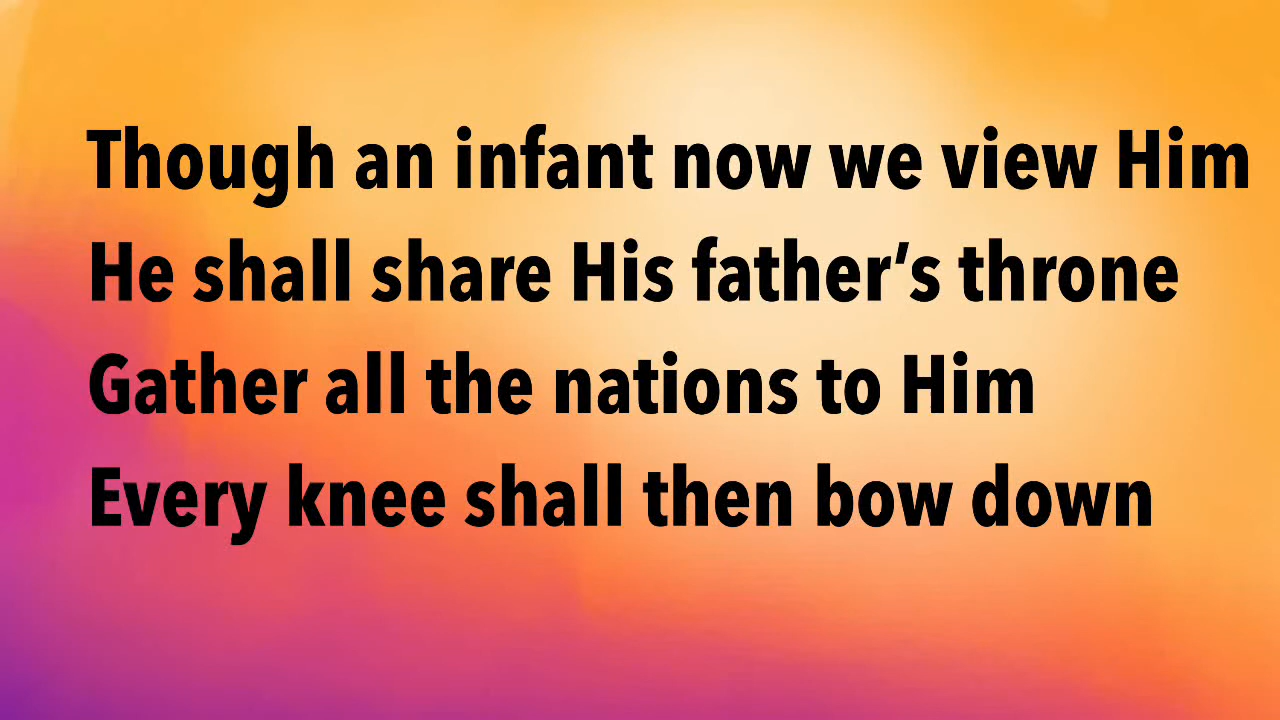 Though an infant now we view Him
He shall share His father’s throne
Gather all the nations to Him
Every knee shall then bow down